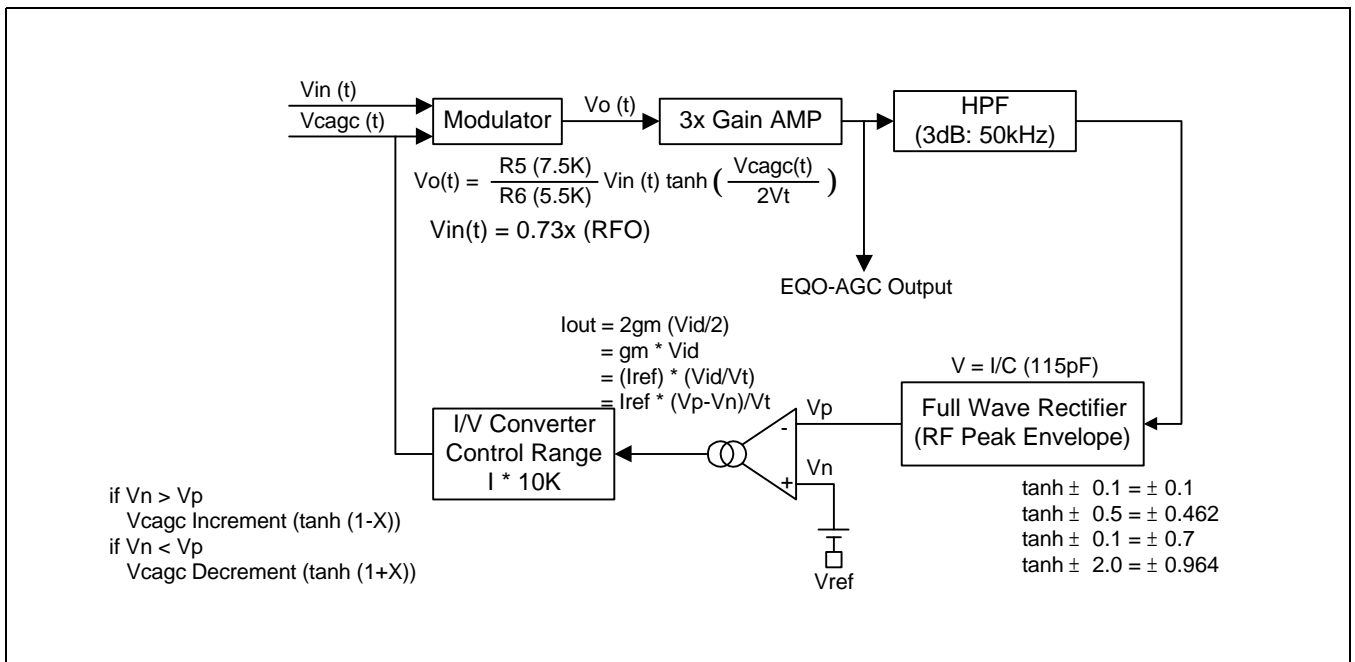 Vin (t)
Vcagc (t)
Modulator
Vo (t)
3x Gain AMP
HPF
(3dB: 50kHz)
Vo(t) = R5 (7.5K) / R6 (5.5K) Vin (t) tanh ( Vcagc(t) / 2Vt )
Vin(t) = 0.73x (RFO)
EQO-AGC Output
Iout = 2gm (Vid/2)
= gm * Vid
= (Iref) * (Vid/Vt)
= Iref * (Vp-Vn)/Vt
V = I/C (115pF)
Full Wave Rectifier
(RF Peak Envelope)
Vp
-
Vn
+
Vref
I/V Converter
Control Range
I * 10K
if Vn > Vp
Vcagc Increment (tanh (1-X))
if Vn < Vp
Vcagc Decrement (tanh (1+X))
tanh ± 0.1 = ± 0.1
tanh ± 0.5 = ± 0.462
tanh ± 0.1 = ± 0.7
tanh ± 2.0 = ± 0.964